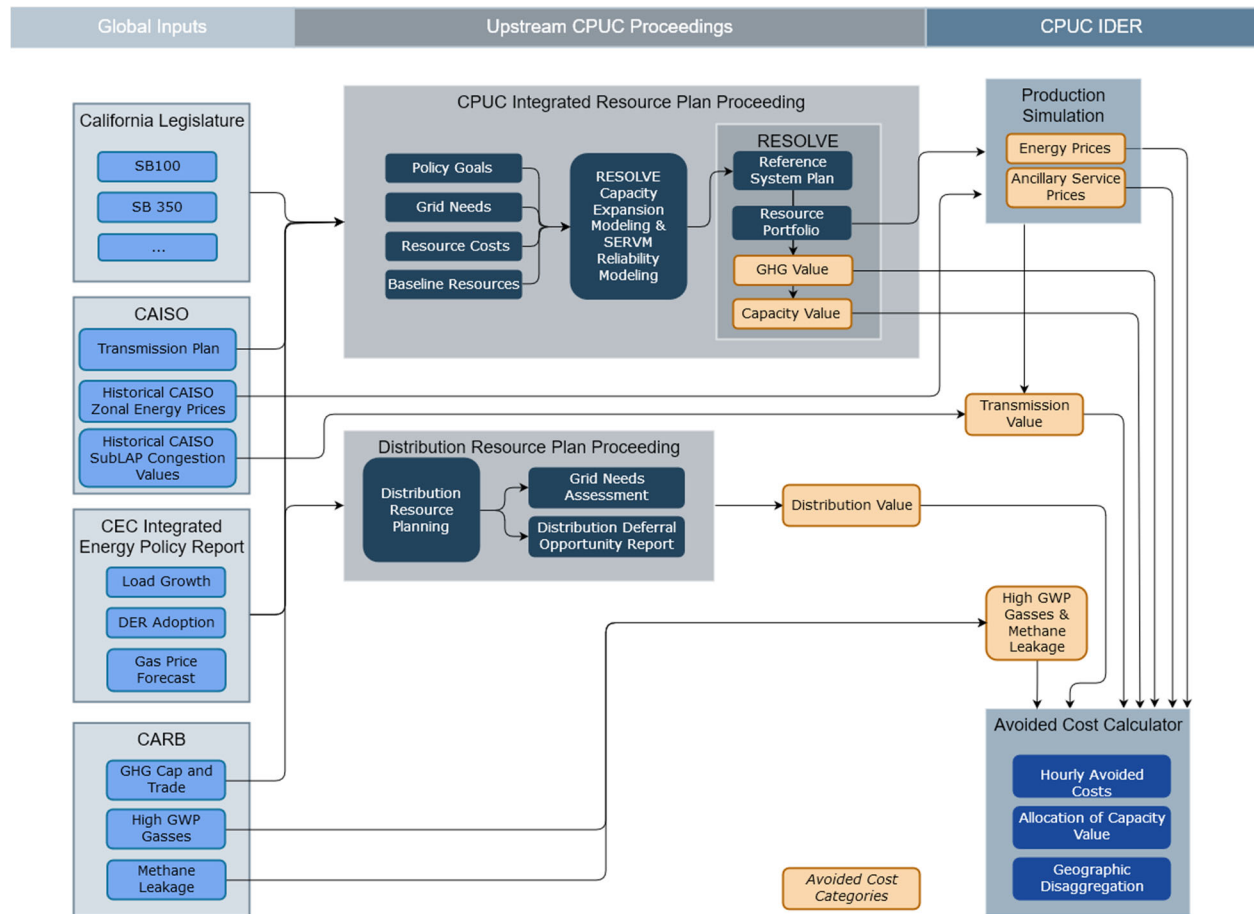 Global Inputs
Upstream CPUC Proceedings
CPUC IDER
California Legislature
SB100
SB 350
...
CAISO
Transmission Plan
Historical CAISO
Zonal Energy Prices
Historical CAISO
SubLAP Congestion
Values
CEC Integrated
Energy Policy Report
Load Growth
DER Adoption
Gas Price
Forecast
CARB
GHG Cap and
Trade
High GWP
Gasses
Methane
Leakage
CPUC Integrated Resource Plan Proceeding
Policy Goals
Grid Needs
Resource Costs
Baseline Resources
RESOLVE
Capacity
Expansion
Modeling &
SERVM
Reliability
Modeling
RESOLVE
Reference
System Plan
Resource
Portfolio
GHG Value
Capacity Value
Distribution Resource Plan Proceeding
Distribution
Resource
Planning
Grid Needs
Assessment
Distribution Deferral
Opportunity Report
Production
Simulation
Energy Prices
Ancillary Service
Prices
Transmission
Value
Distribution Value
High GWP
Gasses &
Methane
Leakage
Avoided Cost Calculator
Hourly Avoided
Costs
Allocation of Capacity
Value
Geographic
Disaggregation
Avoided Cost
Categories